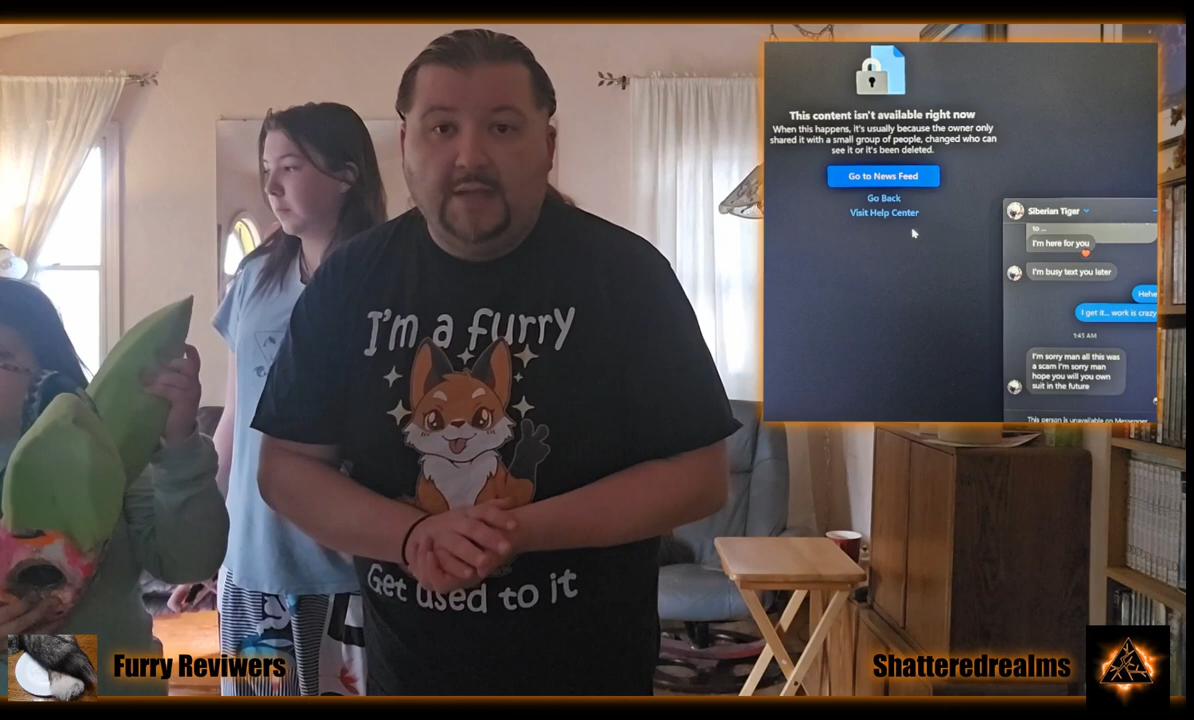 This content isn't available right now
When this happens, it's usually because the owner only
shared it with a small group of people, changed who can
see it or it's been deleted.
Go to News Feed
Go Back
Visit Help Center
Siberian Tiger
to ...
I'm here for you
I'm busy text you later
Hehe
I get it... work is crazy
1:45 AM
I'm sorry man all this was
a scam I'm sorry man
hope you will you own
suit in the future
This person is unavailable on Messenger
I'm a furry
Get used to it
Furry Reviwers
Shatteredrealms